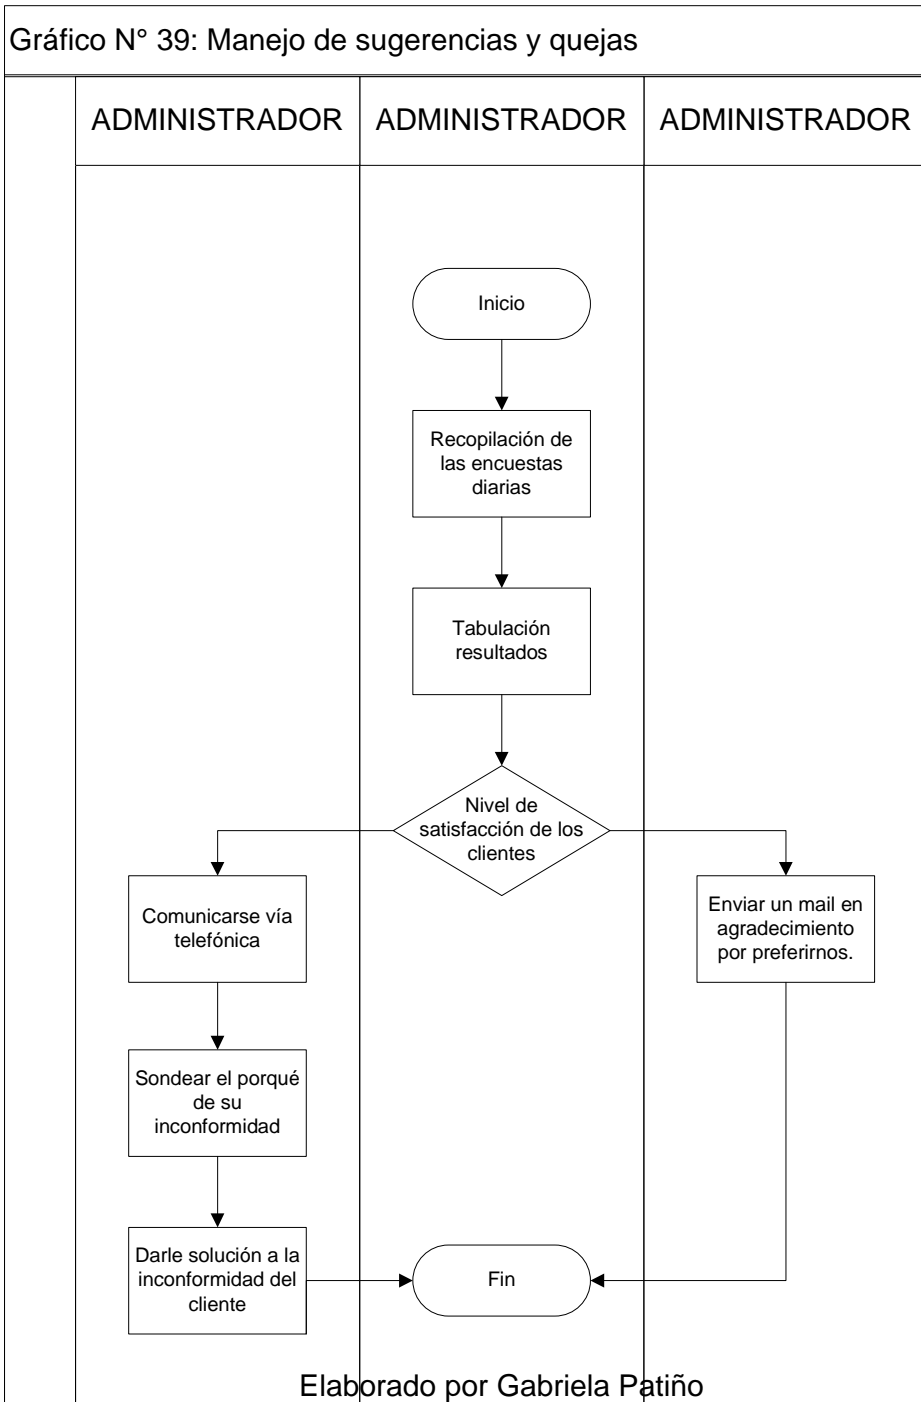 Gráfico N° 39: Manejo de sugerencias y quejas
ADMINISTRADOR
ADMINISTRADOR
ADMINISTRADOR
Inicio
Recopilación de
las encuestas
diarias
Tabulación
resultados
Nivel de
satisfacción de los
clientes
Comunicarse vía
telefónica
Enviar un mail en
agradecimiento
por preferirnos.
Sondear el porqué
de su
inconformidad
Darle solución a la
inconformidad del
cliente
Fin
Elaborado por Gabriela Patiño